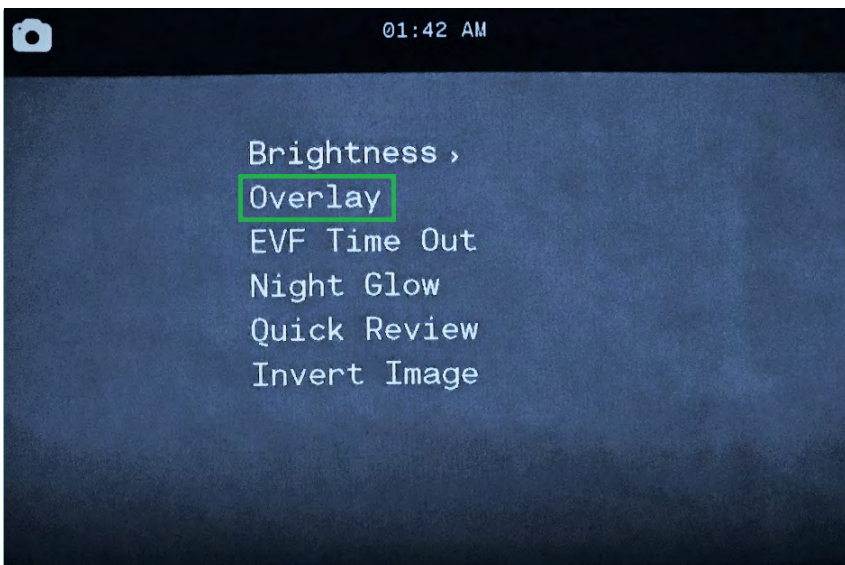 01:42 AM
Brightness ›
Overlay
EVF Time Out
Night Glow
Quick Review
Invert Image